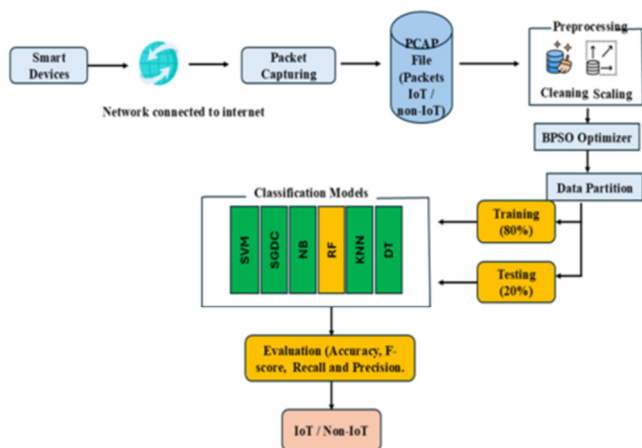 Smart
Devices
Network connected to internet
Packet
Capturing
PCAP
File
(Packets
IoT /
non-IoT)
Preprocessing
Cleaning Scaling
BPSO Optimizer
Data Partition
Training
(80%)
Testing
(20%)
Classification Models
SVM
SGDC
NB
RF
KNN
DT
Evaluation (Accuracy, F-
score, Recall and Precision.
IoT / Non-IoT